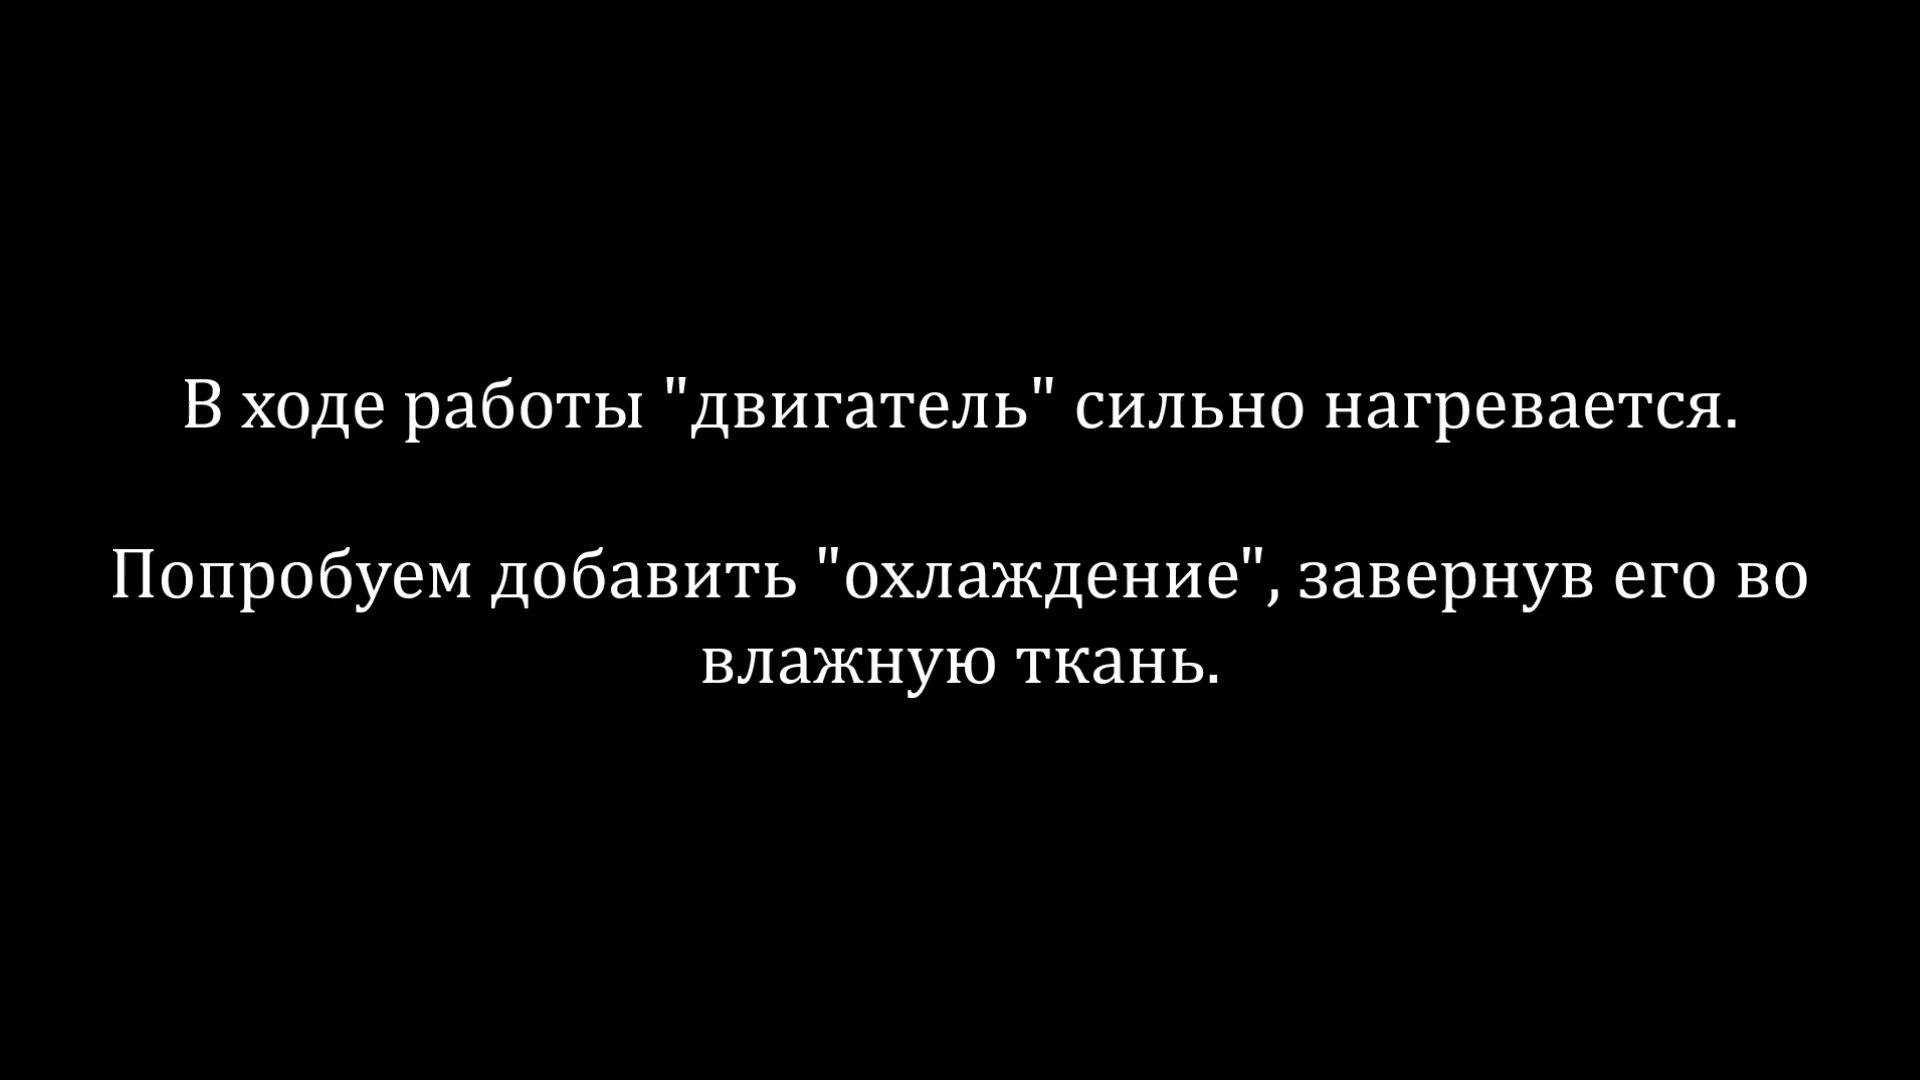 В ходе работы "двигатель" сильно нагревается.
Попробуем добавить "охлаждение", завернув его во
влажную ткань.